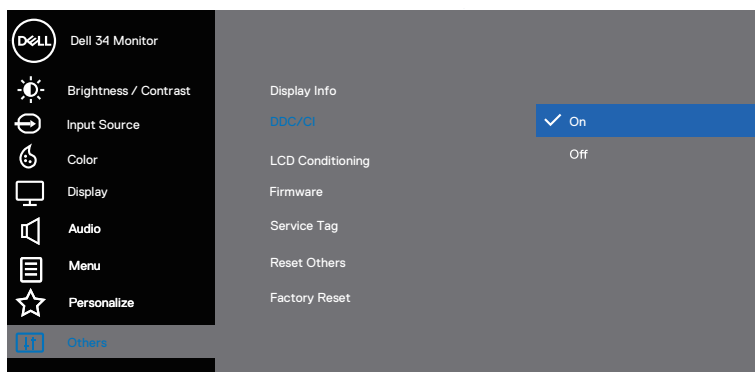 DELL Dell 34 Monitor
Brightness / Contrast
Input Source
Color
Display
Audio
Menu
Personalize
Others
Display Info
DDC/CI
LCD Conditioning
Firmware
Service Tag
Reset Others
Factory Reset
On
Off